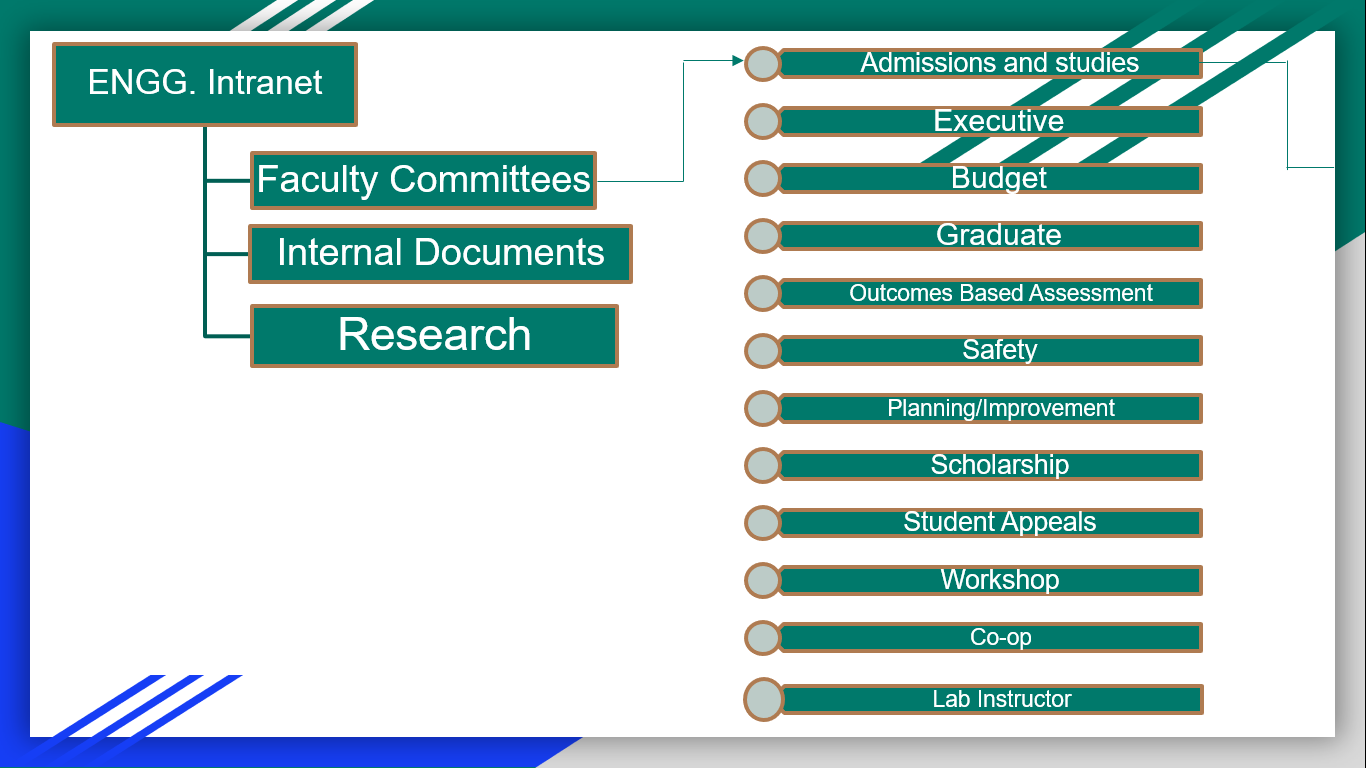 ENGG. Intranet
Faculty Committees
Internal Documents
Research
Admissions and studies
Executive
Budget
Graduate
Outcomes Based Assessment
Safety
Planning/Improvement
Scholarship
Student Appeals
Workshop
Co-op
Lab Instructor